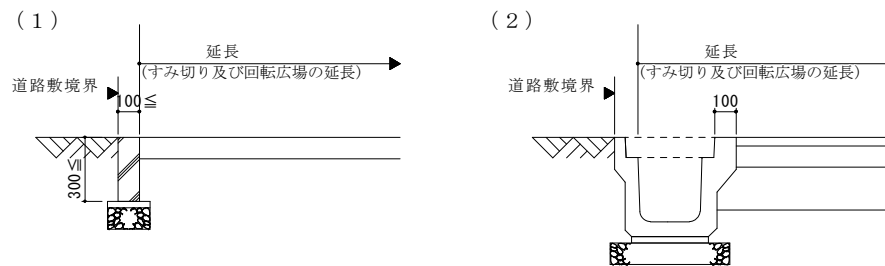 (1)
延長
(すみ切り及び回転広場の延長)
道路敷境界
100≦
300≦
(2)
延長
(すみ切り及び回転広場の延長)
道路敷境界
100